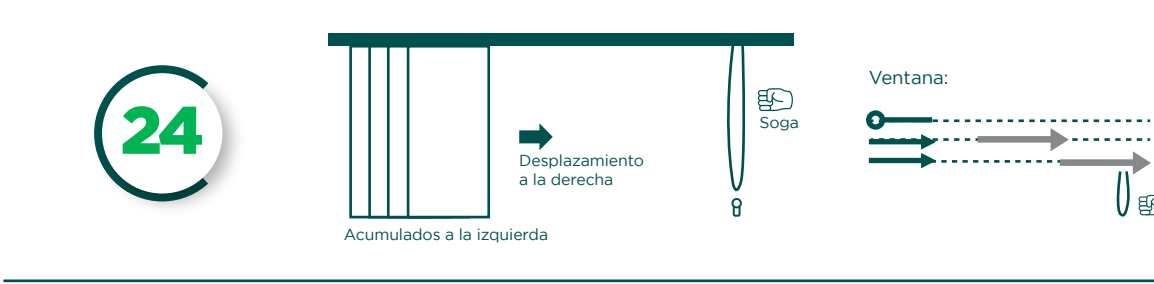 24
Desplazamiento
a la derecha
Acumulados a la izquierda
Soga
Ventana: